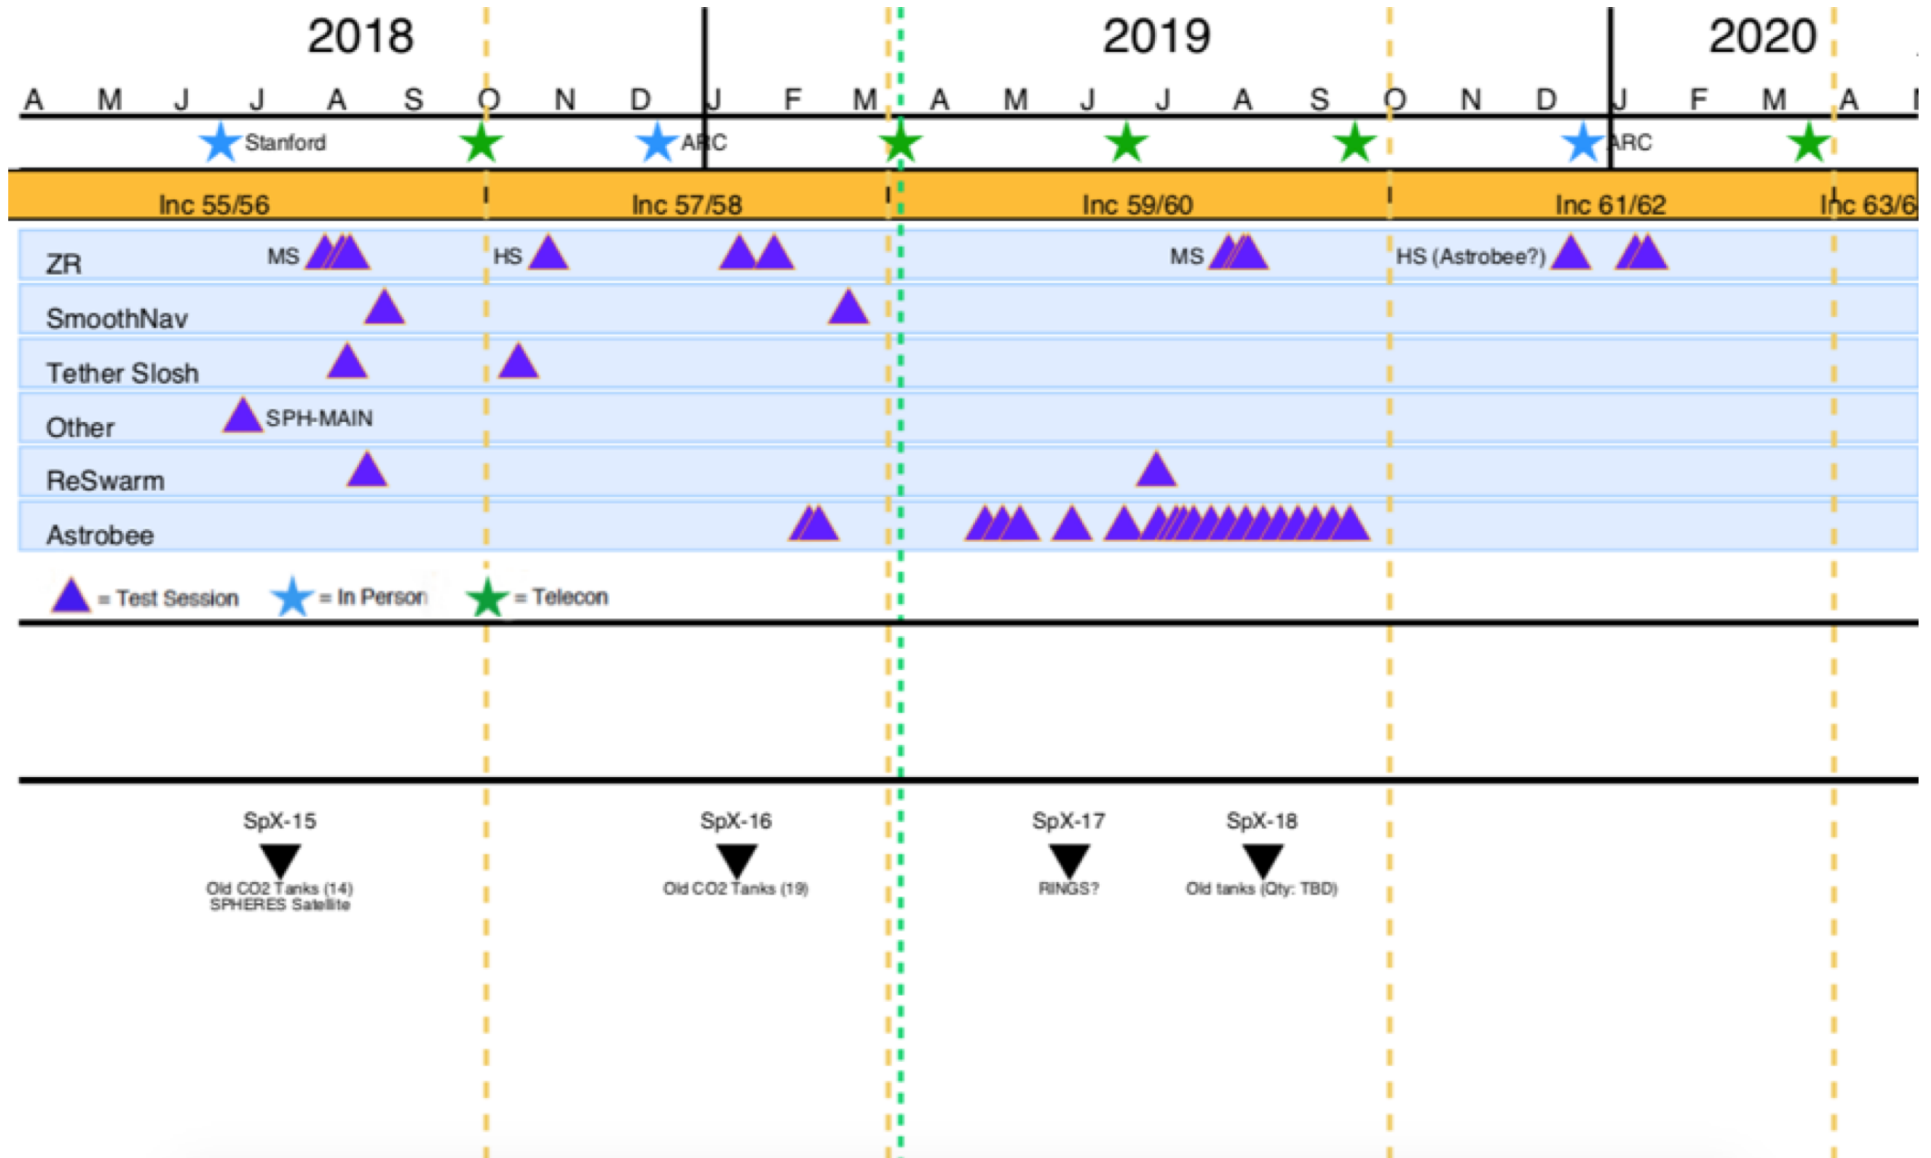 2018 2019 2020
A M J J A S O N D J F M A M J J A S O N D J F M A
Stanford ARC ARC
Inc 55/56 Inc 57/58 Inc 59/60 Inc 61/62 Inc 63/6
ZR MS HS MS HS (Astrobee?)
SmoothNav
Tether Slosh
Other SPH-MAIN
ReSwarm
Astrobee
= Test Session = In Person = Telecon
SpX-15 SpX-16 SpX-17 SpX-18
Old CO2 Tanks (14) Old CO2 Tanks (19) RINGS? Old tanks (Qty: TBD)
SPHERES Satellite